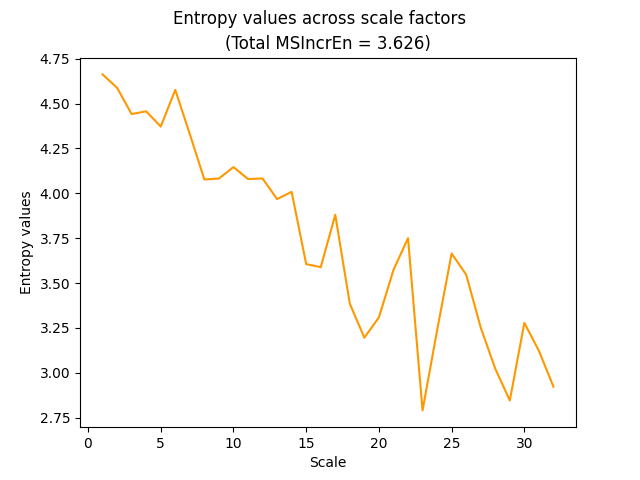 Entropy values across scale factors
(Total MSIncrEn = 3.626)
Entropy values
4.75
4.50
4.25
4.00
3.75
3.50
3.25
3.00
2.75
0 5 10 15 20 25 30
Scale